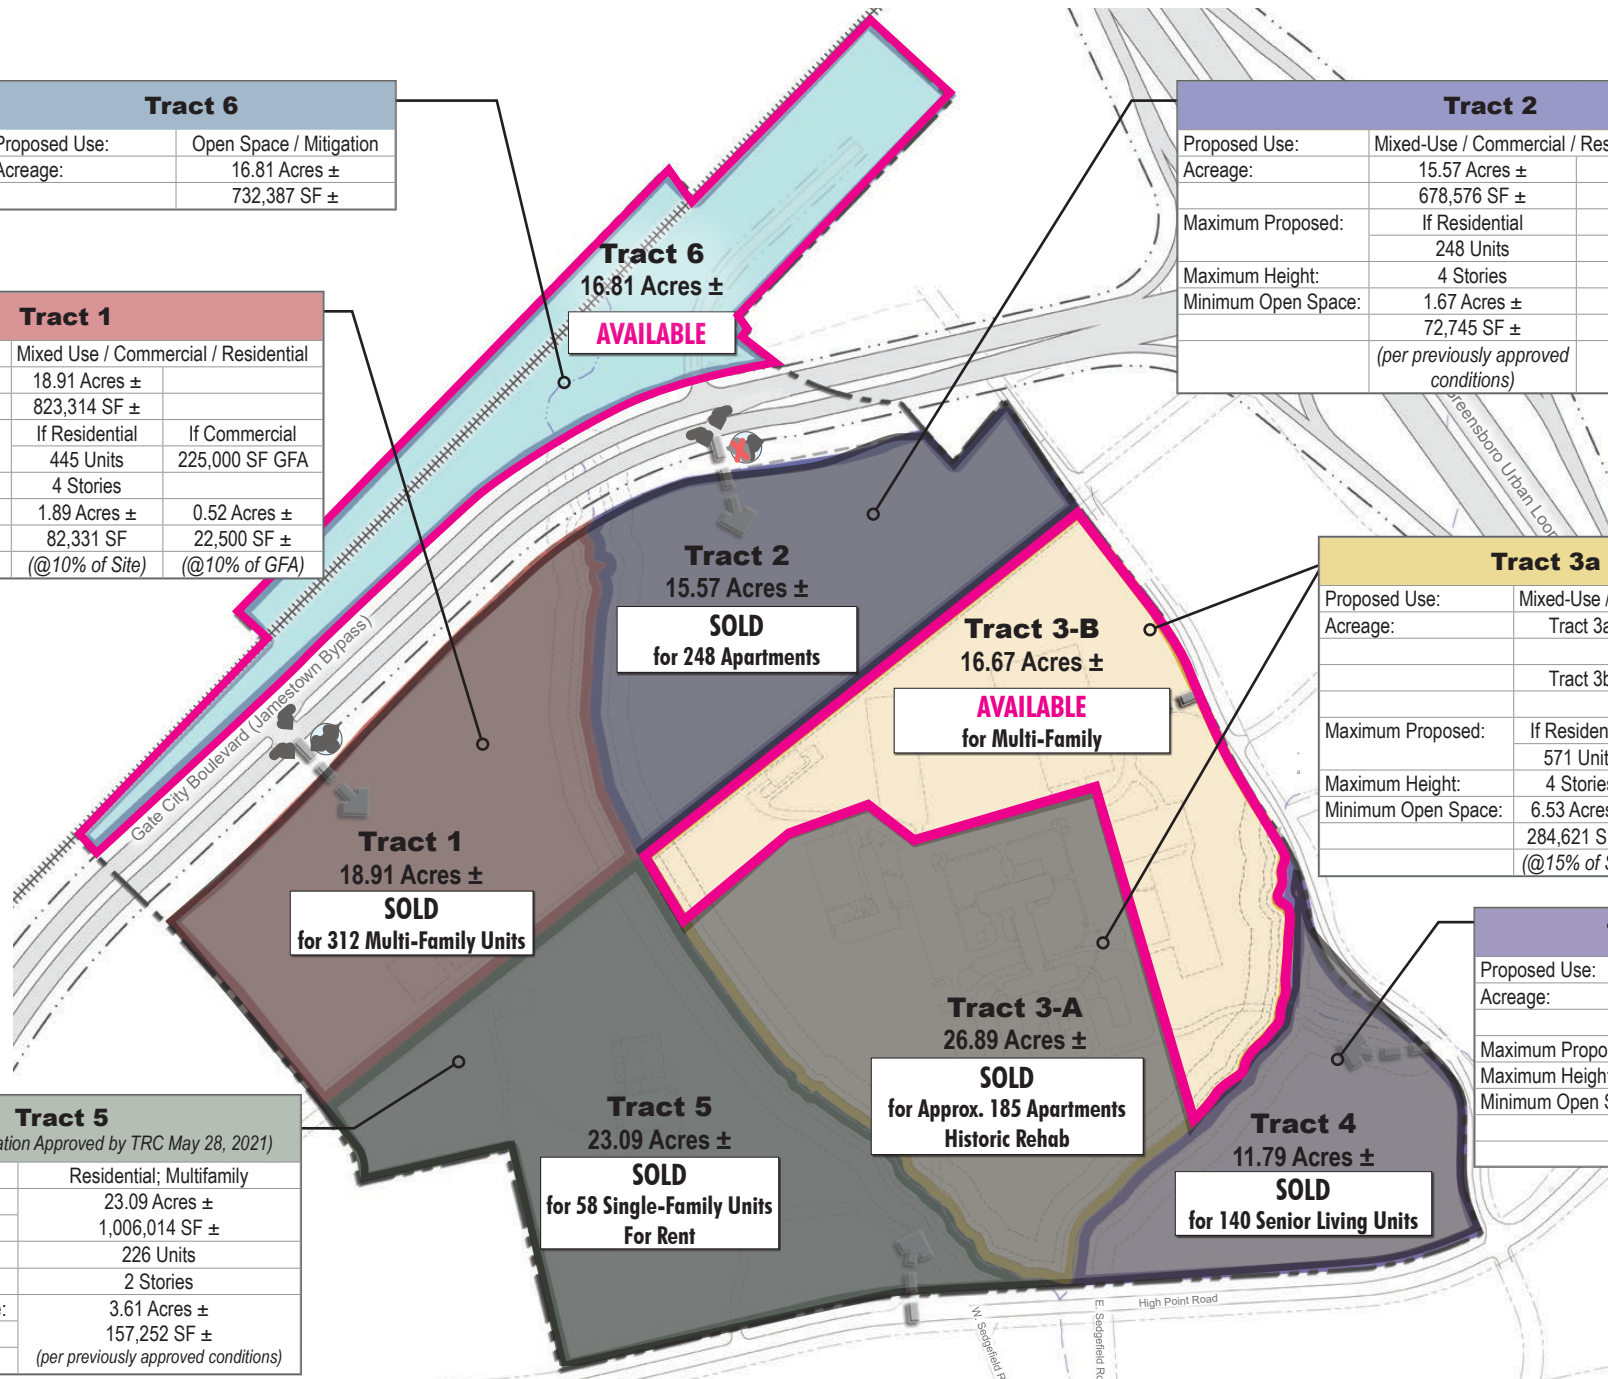 Tract 6
Proposed Use: Open Space / Mitigation
Acreage: 16.81 Acres ±
732,387 SF ±
Tract 1
Mixed Use / Commercial / Residential
18.91 Acres ±
823,314 SF ±
If Residential If Commercial
445 Units 225,000 SF GFA
4 Stories
1.89 Acres ± 0.52 Acres ±
82,331 SF 22,500 SF ±
(@10% of Site) (@10% of GFA)
Tract 2
Proposed Use: Mixed-Use / Commercial / Res
Acreage: 15.57 Acres ±
678,576 SF ±
Maximum Proposed: If Residential
248 Units
Maximum Height: 4 Stories
Minimum Open Space: 1.67 Acres ±
72,745 SF ±
(per previously approved
conditions)
Tract 6
16.81 Acres ±
AVAILABLE
Greensboro Urban Loop
Tract 2
15.57 Acres ±
SOLD
for 248 Apartments
Tract 3-B
16.67 Acres ±
AVAILABLE
for Multi-Family
Tract 3a
Proposed Use: Mixed-Use /
Acreage: Tract 3a
Tract 3b
Maximum Proposed: If Residen
571 Unit
Maximum Height: 4 Stories
Minimum Open Space: 6.53 Acres
284,621 S
(@15% of S
Gate City Boulevard (Jamestown Bypass)
Tract 1
18.91 Acres ±
SOLD
for 312 Multi-Family Units
Proposed Use:
Acreage:
Maximum Propo
Maximum Height
Minimum Open S
Tract 3-A
26.89 Acres ±
SOLD
for Approx. 185 Apartments
Historic Rehab
Tract 5
23.09 Acres ±
SOLD
for 58 Single-Family Units
For Rent
Tract 4
11.79 Acres ±
SOLD
for 140 Senior Living Units
Tract 5
ation Approved by TRC May 28, 2021)
Residential; Multifamily
23.09 Acres ±
1,006,014 SF ±
226 Units
2 Stories
e: 3.61 Acres ±
157,252 SF ±
(per previously approved conditions)
High Point Road
W. Sedgefield R
E. Sedgefield Ro